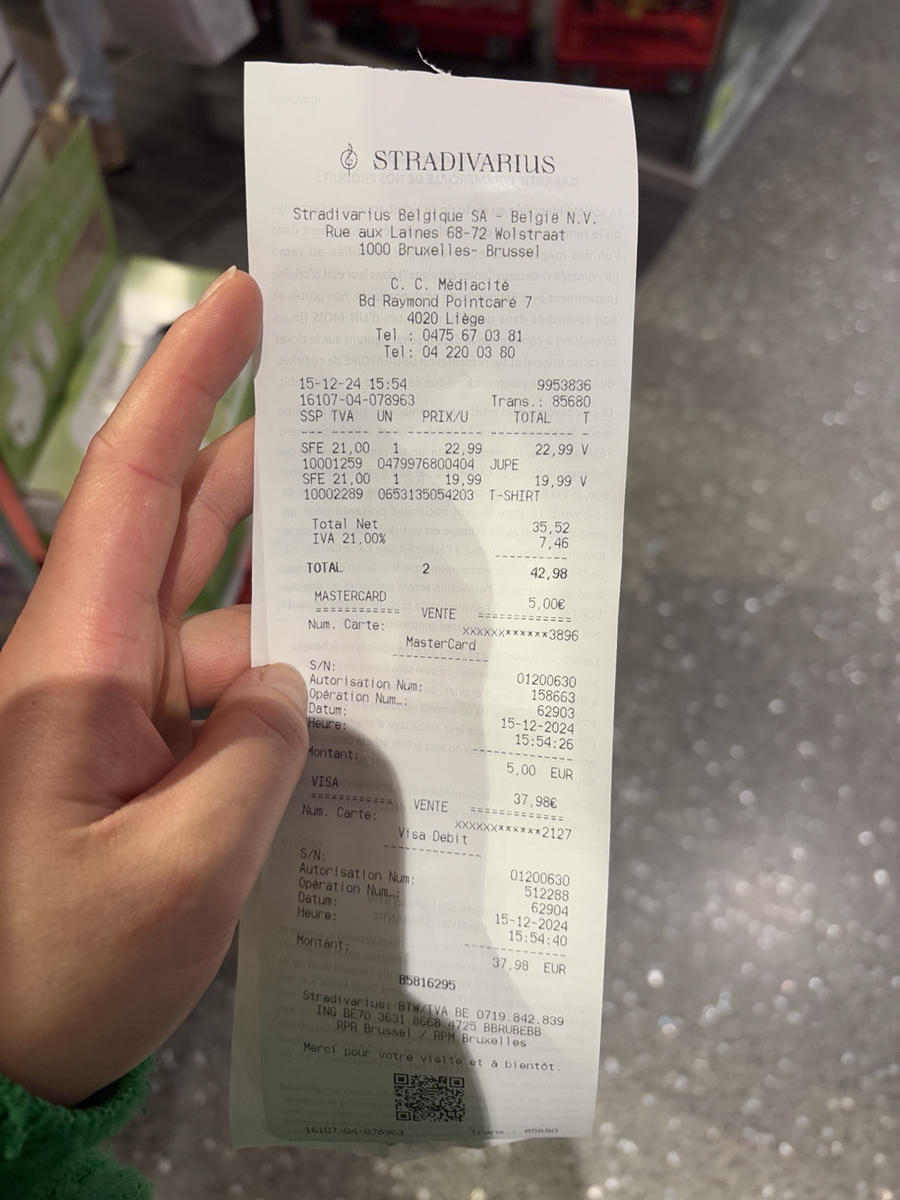 STRADIVARIUS
Stradivarius Belgique SA - België N.V.
Rue aux Laines 68-72 Wolstraat
1000 Bruxelles- Brussel
C. C. Médiacité
Bd Raymond Pointcaré 7
4020 Liège
Tel : 0475 67 03 81
Tel: 04 220 03 80
15-12-24 15:54 9953836
16107-04-078963 Trans.: 85680
SSP TVA UN PRIX/U TOTAL T
SFE 21,00 1 22,99 22,99 V
10001259 0479976800404 JUPE
SFE 21,00 1 19,99 19,99 V
10002289 0653135054203 T-SHIRT
Total Net 35,52
IVA 21,00% 7,46
TOTAL 2 42,98
MASTERCARD 5,00€
============ VENTE ============
Num. Carte: XXXXXX******3896
MasterCard
S/N: 01200630
Autorisation Num: 158663
Opération Num…: 62903
Datum: 15-12-2024
Heure: 15:54:26
Montant: 5,00 EUR
VISA 37,98€
============ VENTE ============
Num. Carte: XXXXXX******2127
Visa Debit
S/N: 01200630
Autorisation Num: 512288
Opération Num…: 62904
Datum: 15-12-2024
Heure: 15:54:40
Montant: 37,98 EUR
85816295
Stradivarius: BTW/TVA BE 0719.842.839
ING BE70 3631 8668 4725 BBRUBEBB
RPR Brussel / RPM Bruxelles
Merci pour votre visite et à bientôt.
16107-04-078963 Trans.: 85680